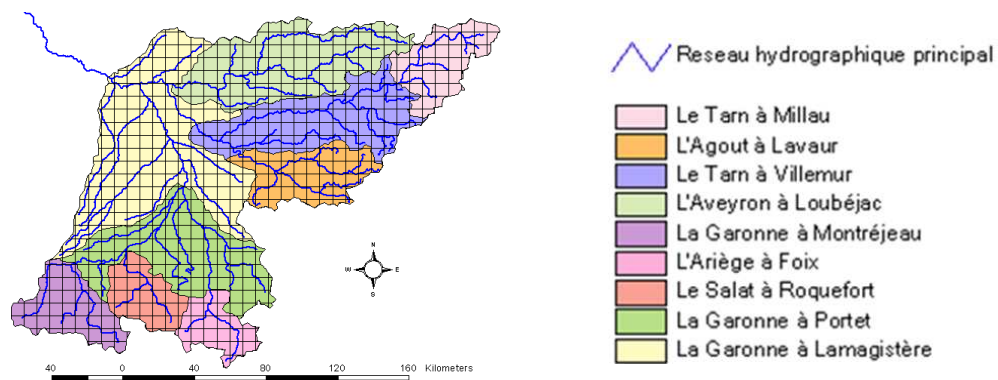 N
W E
S
40 0 40 80 120 160 Kilometers
Reseau hydrographique principal
Le Tarn à Millau
L'Agout à Lavaur
Le Tarn à Villemur
L'Aveyron à Loubéjac
La Garonne à Montréjeau
L'Ariège à Foix
Le Salat à Roquefort
La Garonne à Portet
La Garonne à Lamagistère